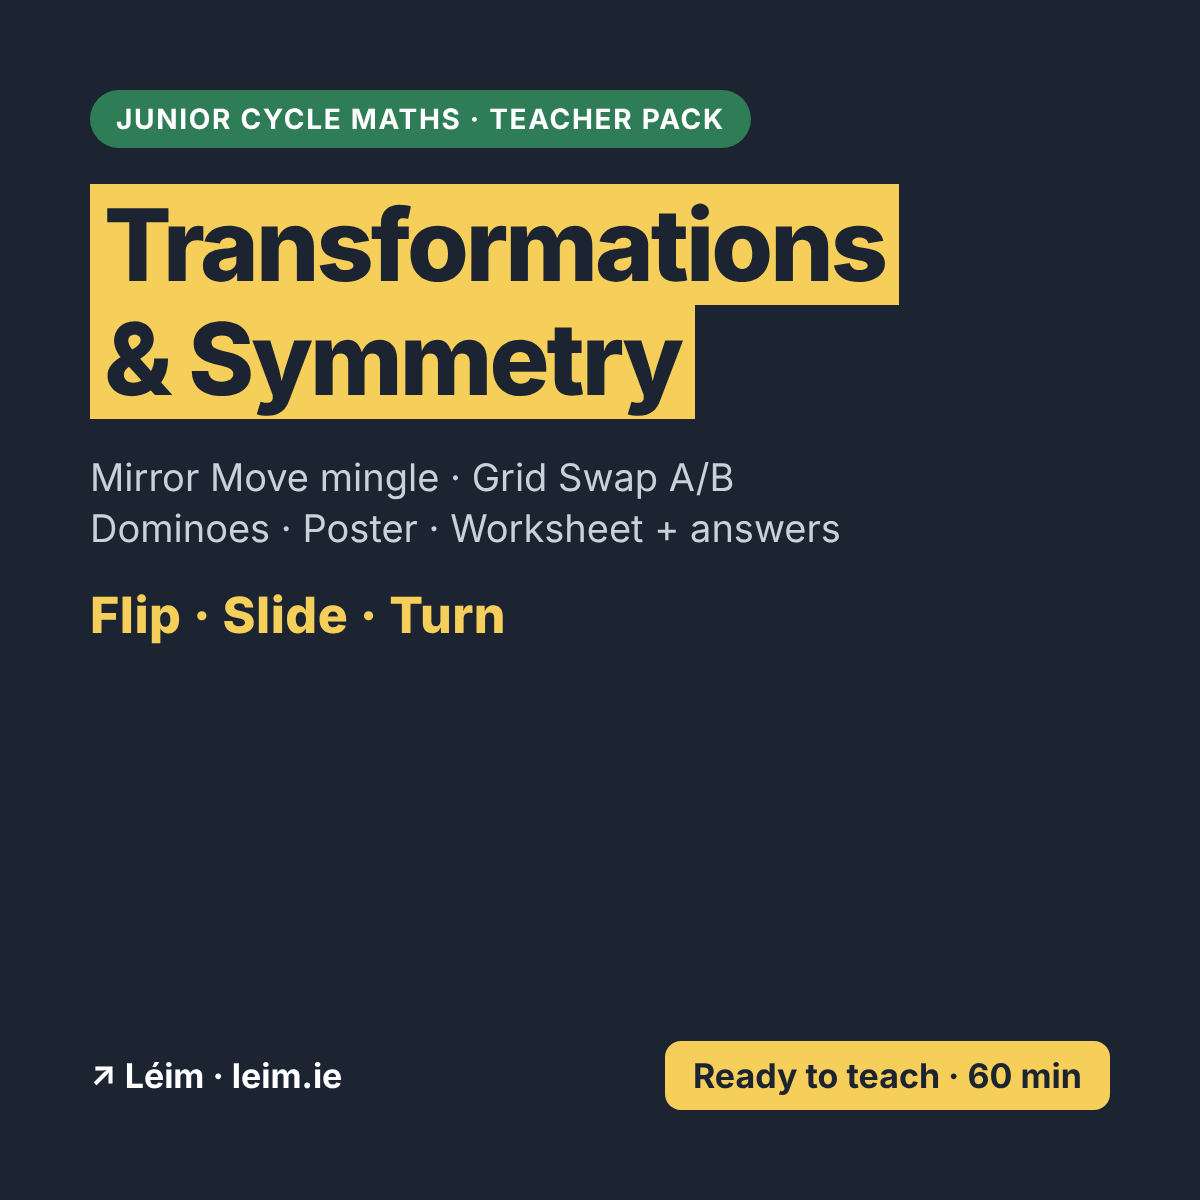 JUNIOR CYCLE MATHS · TEACHER PACK
Transformations
& Symmetry
Mirror Move mingle · Grid Swap A/B
Dominoes · Poster · Worksheet + answers
Flip · Slide · Turn
↗ Léim · leim.ie
Ready to teach · 60 min